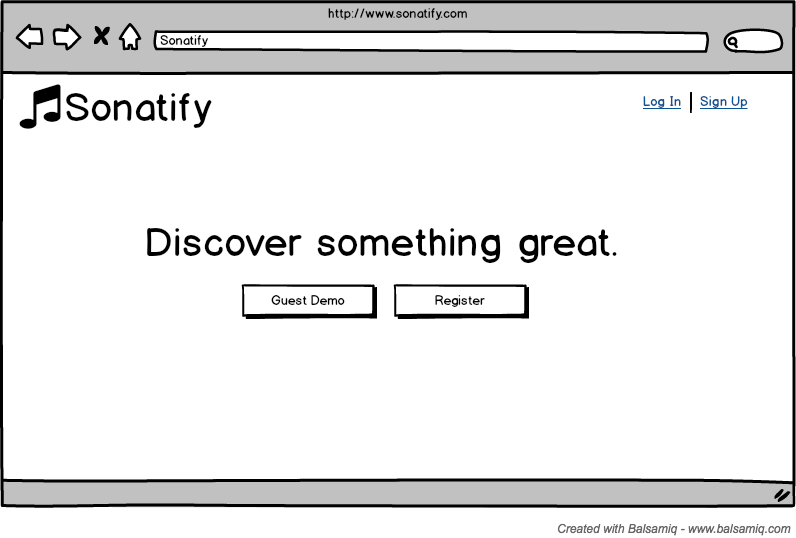 http://www.sonatify.com
Sonatify
Sonatify
Log In | Sign Up
Discover something great.
Guest Demo
Register
Created with Balsamiq - www.balsamiq.com